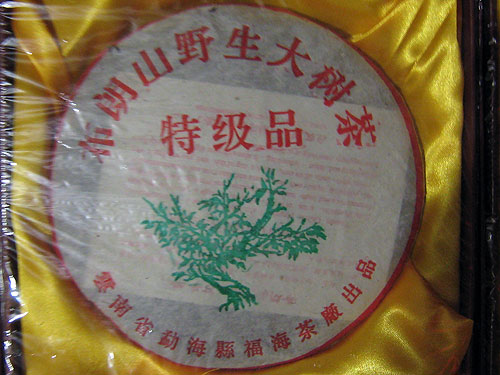 布朗山野生大树茶
特级品
雲南省勐海縣福海茶廠出品